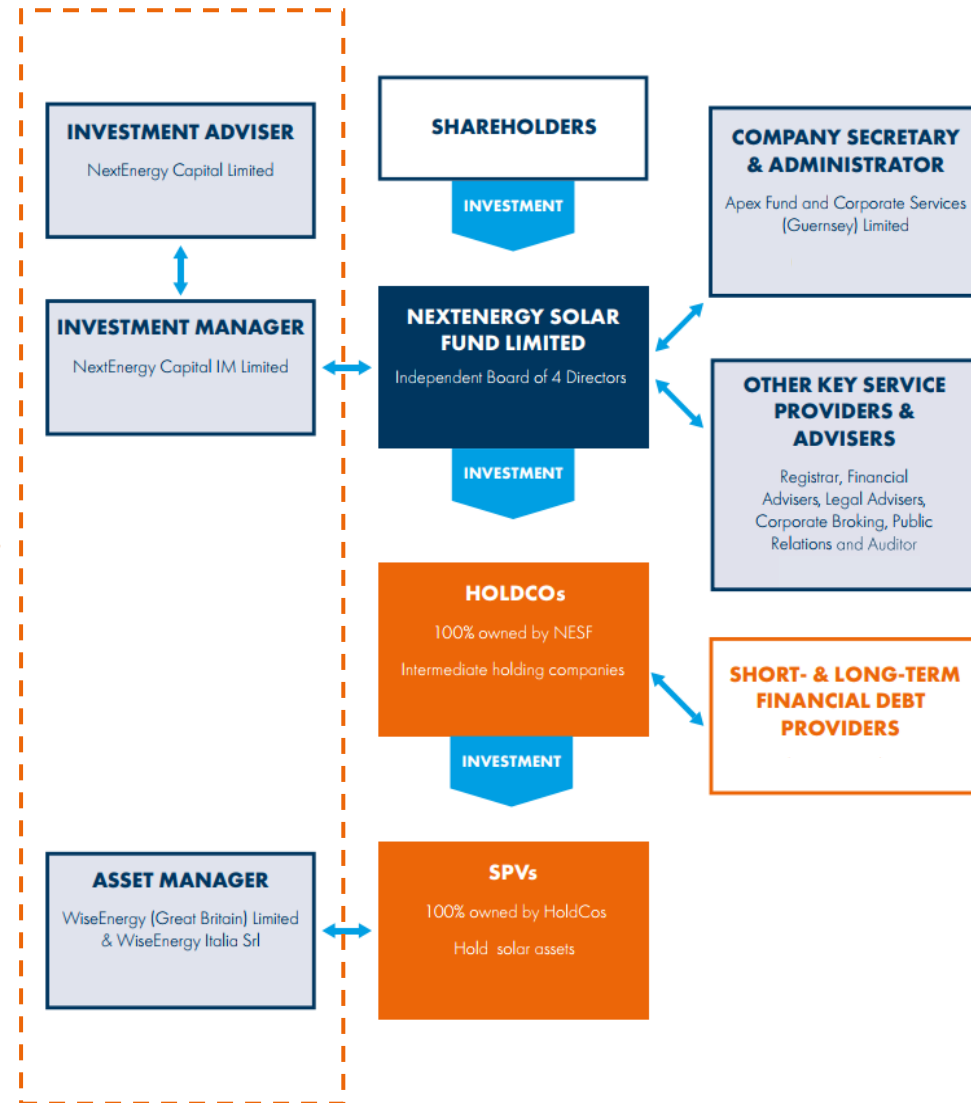 INVESTMENT ADVISER
NextEnergy Capital Limited
INVESTMENT MANAGER
NextEnergy Capital IM Limited
ASSET MANAGER
WiseEnergy (Great Britain) Limited
& WiseEnergy Italia Srl
SHAREHOLDERS
INVESTMENT
NEXTENERGY SOLAR
FUND LIMITED
Independent Board of 4 Directors
INVESTMENT
HOLDCOs
100% owned by NESF
Intermediate holding companies
INVESTMENT
SPVs
100% owned by HoldCos
Hold solar assets
COMPANY SECRETARY
& ADMINISTRATOR
Apex Fund and Corporate Services
(Guernsey) Limited
OTHER KEY SERVICE
PROVIDERS &
ADVISERS
Registrar, Financial
Advisers, Legal Advisers,
Corporate Broking, Public
Relations and Auditor
SHORT- & LONG-TERM
FINANCIAL DEBT
PROVIDERS